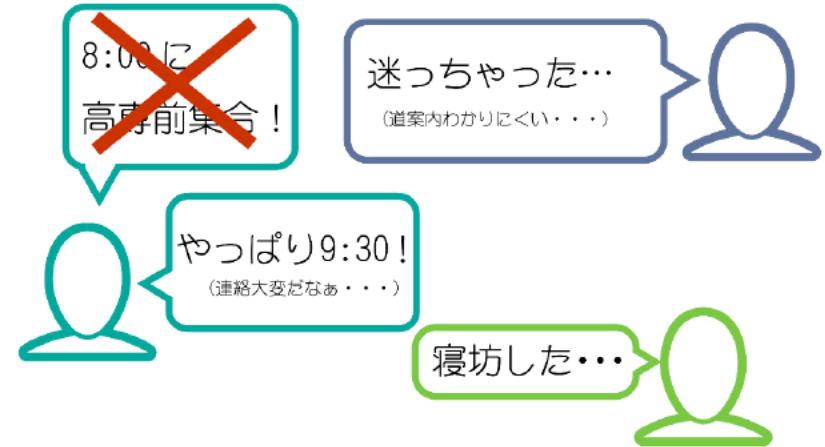 8:00に
高専前集合！
迷っちゃった…
（道案内わかりにくい・・・）
やっぱり9:30!
（連絡大変だなぁ・・・）
寝坊した…